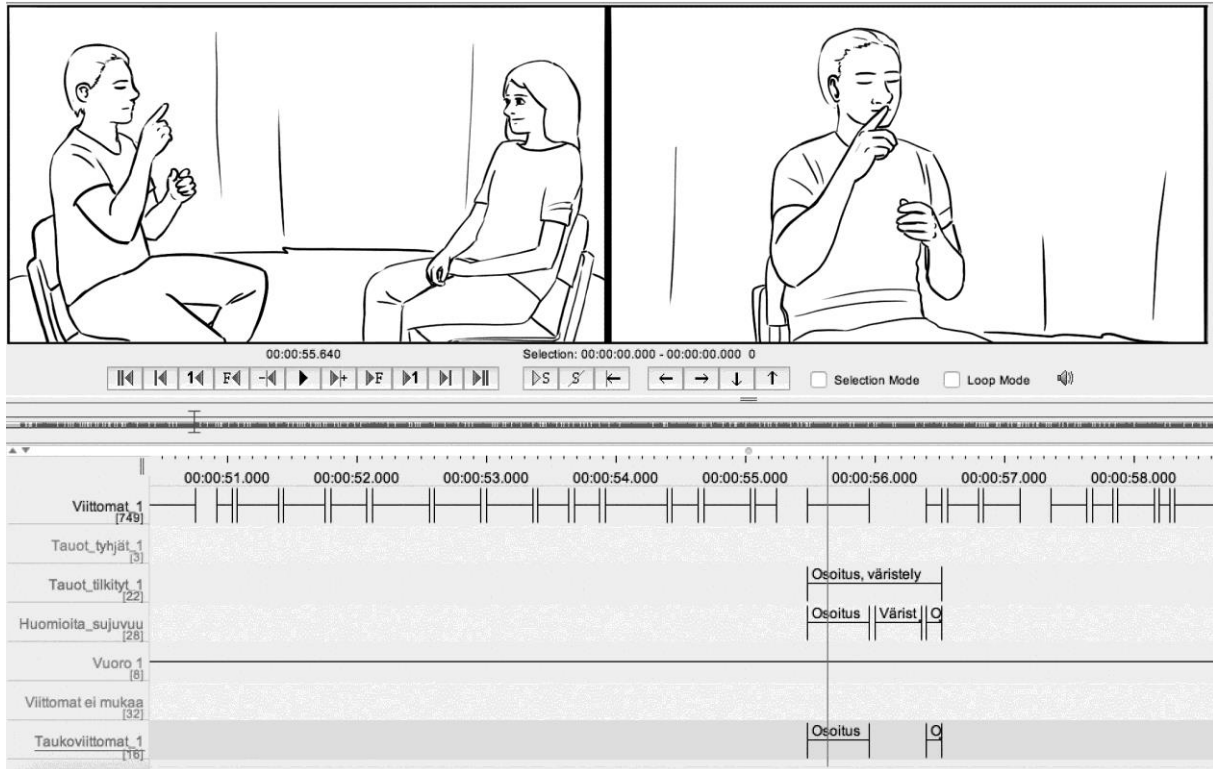 00:00:55.640 Selection: 00:00:00.000 - 00:00:00.000 0
1 F - + F 1 S S Selection Mode Loop Mode
00:00:51.000 00:00:52.000 00:00:53.000 00:00:54.000 00:00:55.000 00:00:56.000 00:00:57.000 00:00:58.000
Viittomat_1
[749]
Tauot_tyhjät_1
[3]
Tauot_tilkityt_1 Osoitus, väristely
[22]
Huomioita_sujuvuu Osoitus Värist O
[28]
Vuoro 1
[8]
Viittomat ei mukaa
[32]
Taukoviittomat_1 Osoitus O
[16]